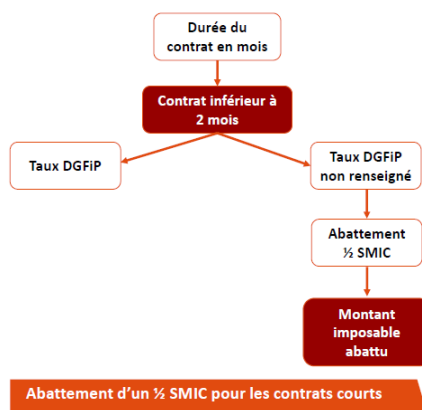 Durée du
contrat en mois
Contrat inférieur à
2 mois
Taux DGFiP
Taux DGFiP
non renseigné
Abattement
½ SMIC
Montant
imposable
abattu
Abattement d'un ½ SMIC pour les contrats courts